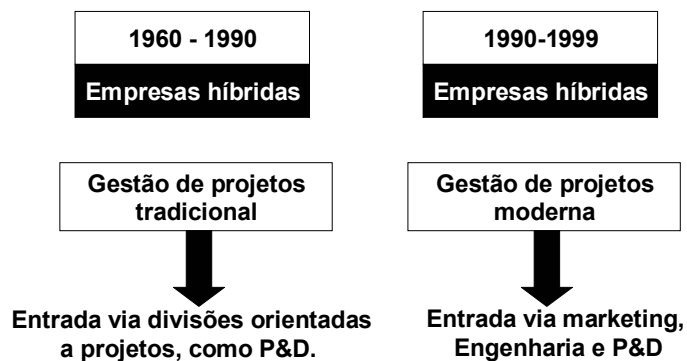 1960 - 1990
Empresas híbridas
Gestão de projetos
tradicional
Entrada via divisões orientadas
a projetos, como P&D.
1990-1999
Empresas híbridas
Gestão de projetos
moderna
Entrada via marketing,
Engenharia e P&D